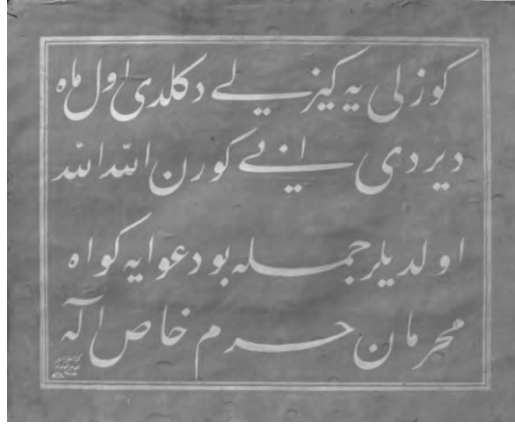 کوزلی یه کیزلی دکلدی اول ماه
دیردی انی کورن الله الله
اولدیلر جمله بو دعوایه کواه
محرمان حرم خاص اله